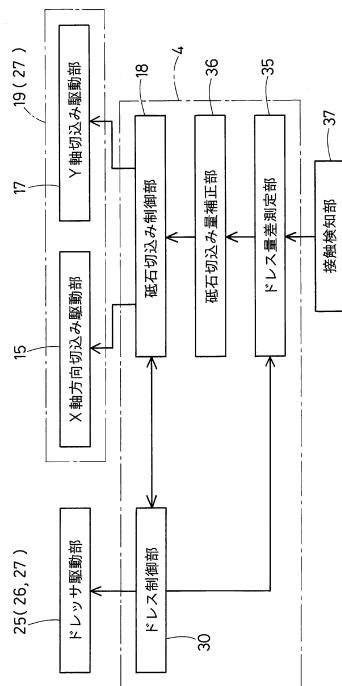 25(26, 27)
ドレッサ駆動部
15
X軸方向切込み駆動部
17
Y軸切込み駆動部
19(27)
ドレス制御部
30
砥石切込み制御部
18
砥石切込み量補正部
36
ドレス量差測定部
35
4
接触検知部
37